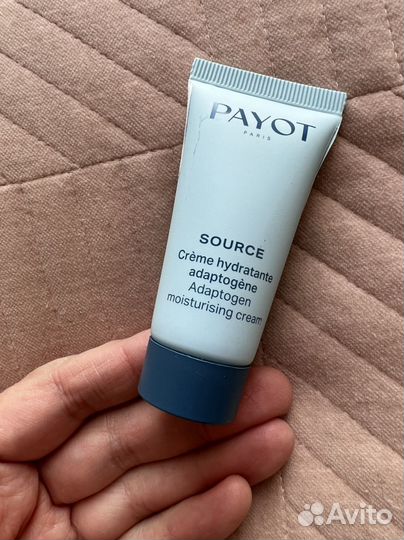 PAYOT
PARIS
SOURCE
Crème hydratante
adaptogène
Adaptogen
moisturising cream
Avito